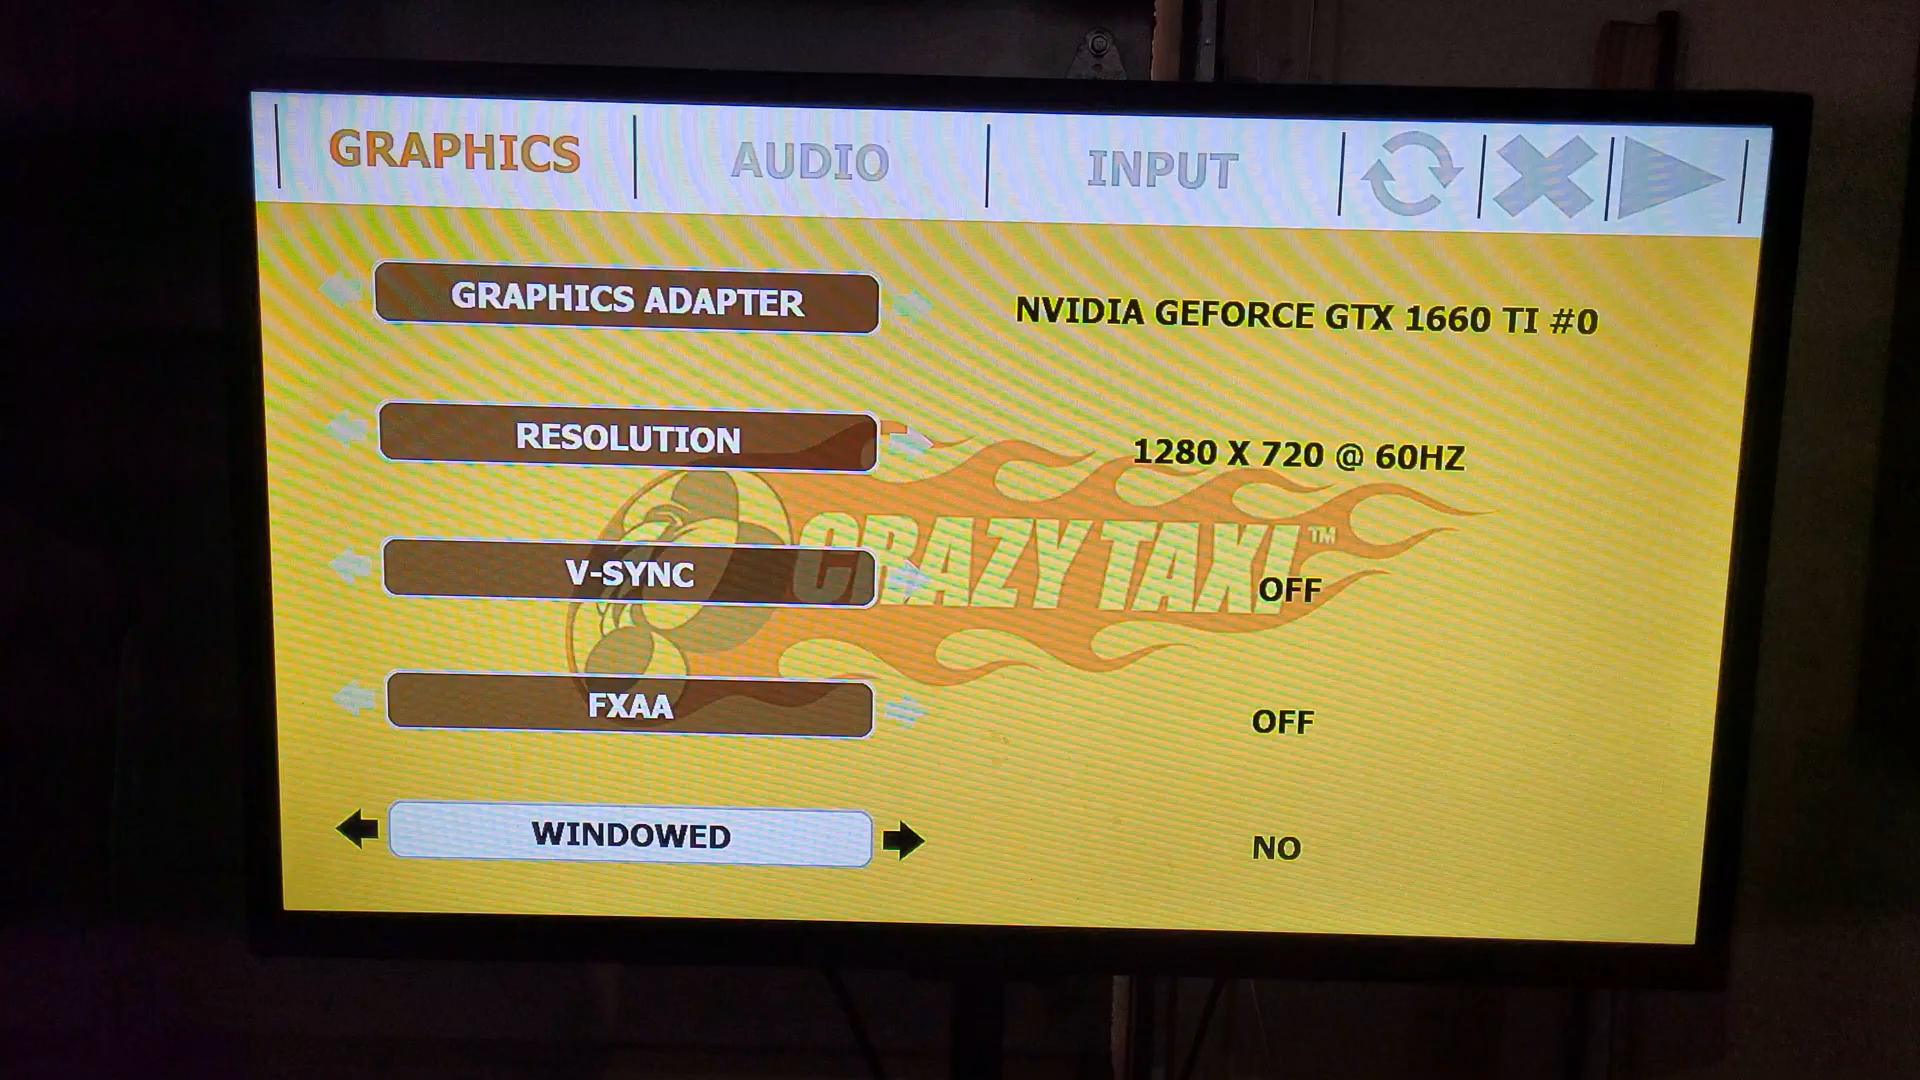 GRAPHICS
AUDIO
INPUT
GRAPHICS ADAPTER
NVIDIA GEFORCE GTX 1660 TI #0
RESOLUTION
1280 X 720 @ 60HZ
CRAZY TAXI™
V-SYNC
OFF
FXAA
OFF
WINDOWED
NO